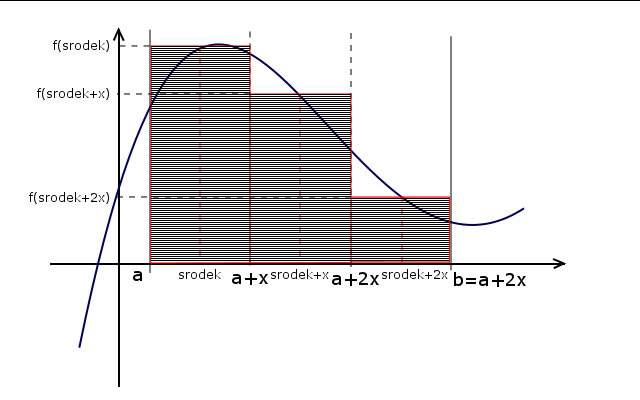 f(srodek)
f(srodek+x)
f(srodek+2x)
a srodek a+x srodek+x a+2x srodek+2x b=a+2x